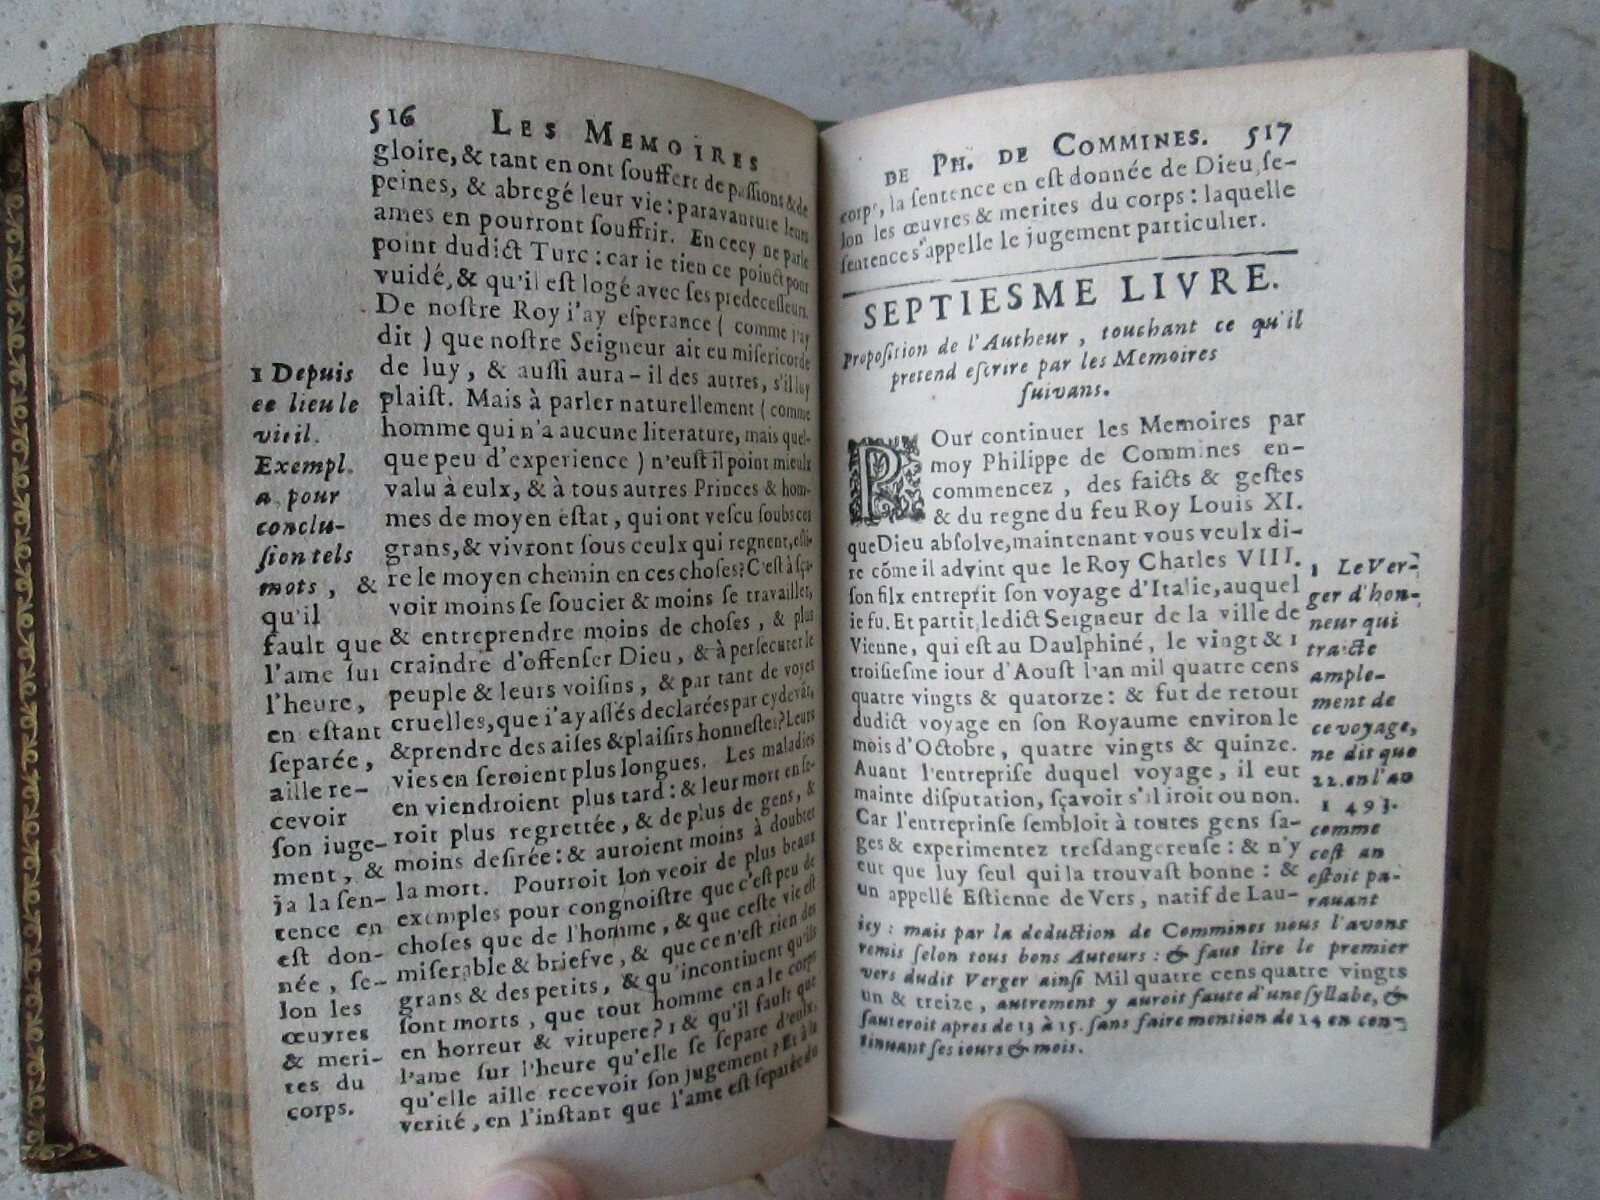 516 LES MEMOIRES
gloire, & tant en ont ſouffert de paſſions & de
peines, & abregé leur vie : paravanture leurs
ames en pourront ſouffrir. En cecy ne parle
point dudict Turc : car ie tien ce poinct pour
vuidé, & qu'il eſt logé avec ſes predeceſſeurs.
De noſtre Roy i'ay eſperance ( comme i'ay
dit ) que noſtre Seigneur ait eu miſericorde
de luy, & auſſi aura-il des autres, s'il luy
plaiſt. Mais à parler naturellement ( comme
homme qui n'a aucune literature, mais quel-
que peu d'experience ) n'euſt il point mieulx
valu à eulx, & à tous autres Princes & hom-
mes de moyen eſtat, qui ont veſcu ſoubs ces
grans, & vivront ſous ceulx qui regnent, eſli-
re le moyen chemin en ces choſes? C'eſt à ſça-
voir moins ſe ſoucier & moins ſe travailler,
& entreprendre moins de choſes, & plus
craindre d'offenſer Dieu, & à perſecuter le
peuple & leurs voiſins, & par tant de voyes
cruelles, que i'ay aſſés declarées par cydevāt,
& prendre des aiſes & plaiſirs honneſtes? Leurs
vies en ſeroient plus longues. Les maladies
en viendroient plus tard : & leur mort en ſe-
roit plus regrettée, & de plus de gens, &
moins deſirée : & auroient moins à doubter
la mort. Pourroit lon veoir de plus beaux
exemples pour congnoiſtre que c'eſt peu de
choſes que de l'homme, & que ceſte vie eſt
miſerable & briefve, & que ce n'eſt rien des
grans & des petits, & qu'incontinent qu'ils
ſont morts, que tout homme en a le corps
en horreur & vitupere? 1 & qu'il fault que
l'ame ſur l'heure qu'elle ſe ſepare d'eulx,
qu'elle aille recevoir ſon jugement? Et à la
verité, en l'inſtant que l'ame eſt ſeparée du
1 Depuis
ce lieu le
vieil.
Exempl.
a pour
conclu-
ſion tels
mots, &
qu'il
fault que
l'ame ſur
l'heure,
en eſtant
ſeparée,
aille re-
cevoir
ſon iuge-
ment, &
ja la ſen-
tence en
eſt don-
née, ſe-
lon les
œuvres
& meri-
tes du
corps.
DE PH. DE COMMINES. 517
corps, la ſentence en eſt donnée de Dieu, ſe-
lon les œuvres & merites du corps : laquelle
ſentence s'appelle le jugement particulier.
SEPTIESME LIVRE.
Propoſition de l'Autheur, touchant ce qu'il
pretend eſcrire par les Memoires
ſuivans.
POur continuer les Memoires par
moy Philippe de Commines en-
commencez, des faicts & geſtes
& du regne du feu Roy Louis XI.
que Dieu abſolve, maintenant vous veulx di-
re cōme il advint que le Roy Charles VIII.
ſon filx entreprit ſon voyage d'Italie, auquel
ie fu. Et partit ledict Seigneur de la ville de
Vienne, qui eſt au Daulphiné, le vingt & 1
troiſieſme iour d'Aouſt l'an mil quatre cens
quatre vingts & quatorze : & fut de retour
dudict voyage en ſon Royaume environ le
mois d'Octobre, quatre vingts & quinze.
Auant l'entrepriſe duquel voyage, il eut
mainte diſputation, ſçavoir s'il iroit ou non.
Car l'entreprinſe ſembloit à toutes gens ſa-
ges & experimentez treſdangereuſe : & n'y
eut que luy ſeul qui la trouvaſt bonne : &
un appellé Eſtienne de Vers, natif de Lau-
1 Le Ver-
ger d'hon-
neur qui
traicte
ample-
ment de
ce voyage,
ne dit que
22. en l'an
1493.
comme
ceſt an
eſtoit pa-
rauant
icy : mais par la deduction de Commines nous l'avons
remis ſelon tous bons Auteurs : & faut lire le premier
vers dudit Verger ainſi Mil quatre cens quatre vingts
un & treize, autrement y auroit faute d'une ſyllabe, &
ſauteroit apres de 13 à 15. ſans faire mention de 14 en con-
tinuant ſes iours & mois.